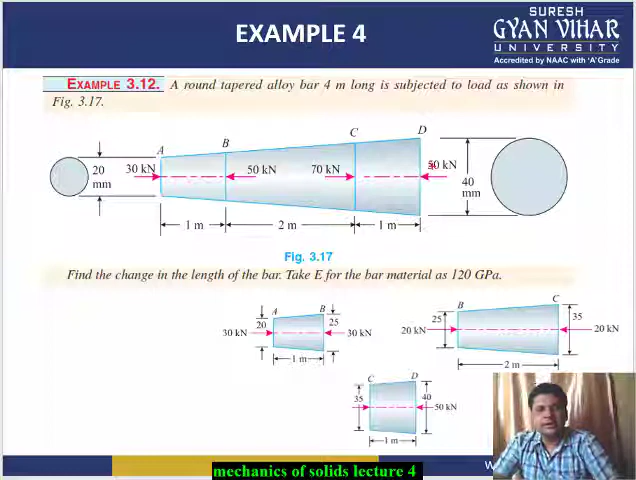 SURESH
GYAN VIHAR
UNIVERSITY
Accredited by NAAC with 'A' Grade
EXAMPLE 4
EXAMPLE 3.12. A round tapered alloy bar 4 m long is subjected to load as shown in
Fig. 3.17.
A
B
C
D
20
mm
30 kN
50 kN
70 kN
50 kN
40
mm
1 m
2 m
1 m
Fig. 3.17
Find the change in the length of the bar. Take E for the bar material as 120 GPa.
A
B
20
25
30 kN
30 kN
1 m
B
C
25
35
20 kN
20 kN
2 m
C
D
35
40
50 kN
1 m
W
mechanics of solids lecture 4